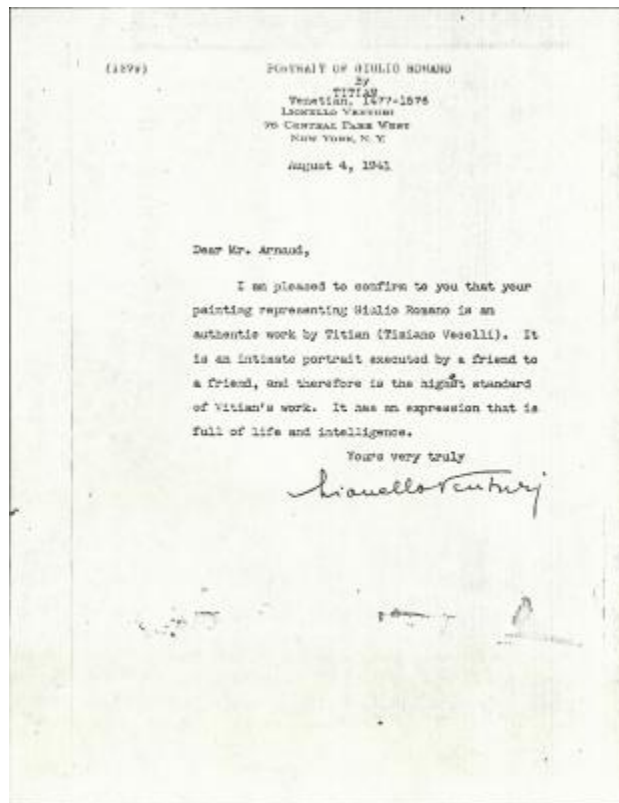 PORTRAIT OF GIULIO ROMANO
By
TITIAN
Venetian, 1477-1576
LIONELLO VENTURI
76 CENTRAL PARK WEST
NEW YORK, N. Y.
August 4, 1941
Dear Mr. Arnaud,
I am pleased to confirm to you that your
painting representing Giulio Romano is an
authentic work by Titian (Tiziano Vecelli). It
is an intimate portrait executed by a friend to
a friend, and therefore is the highest standard
of Titian's work. It has an expression that is
full of life and intelligence.
Yours very truly
Lionello Venturi